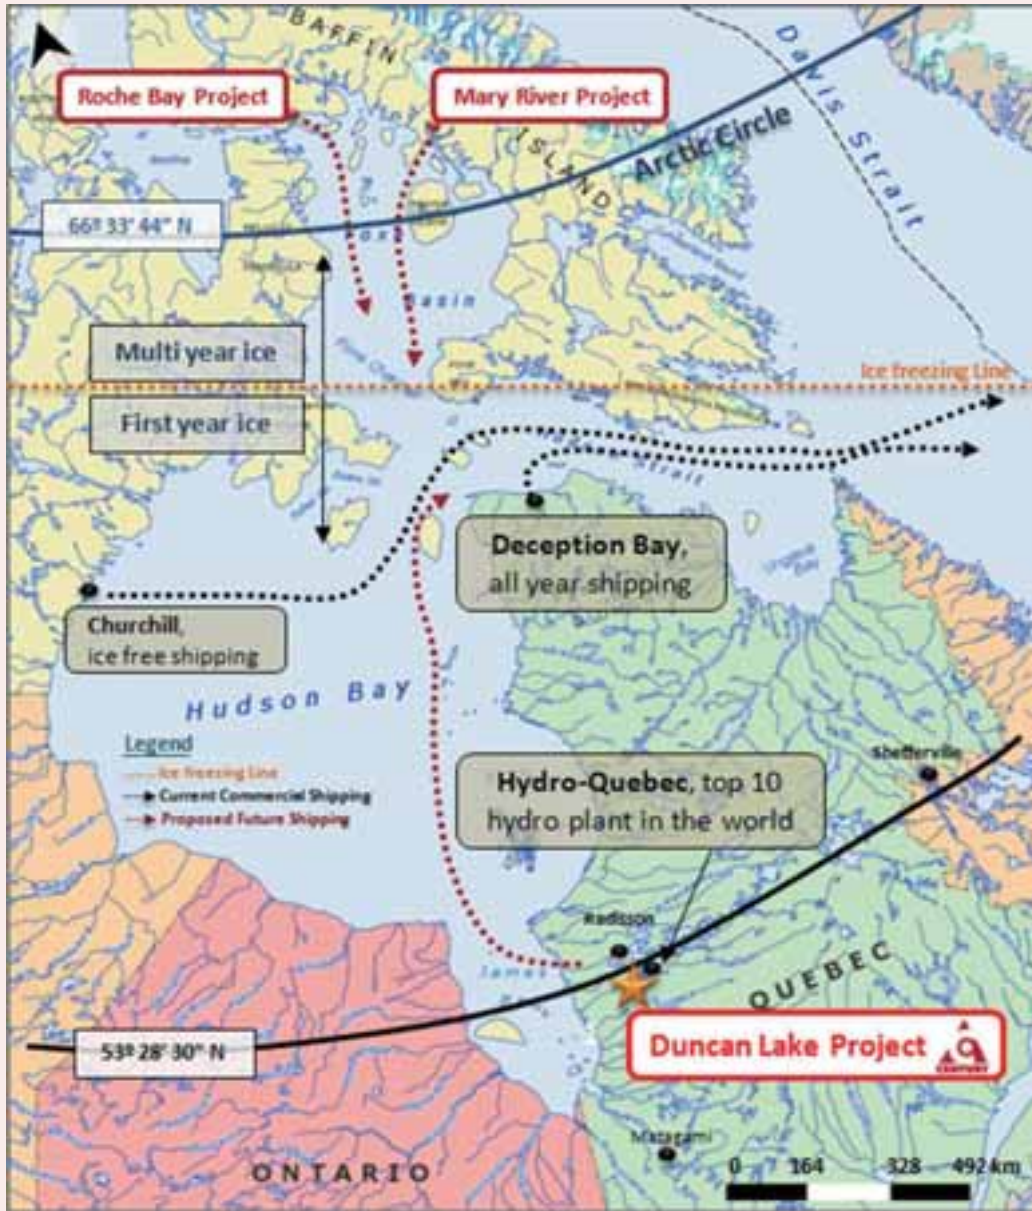 BAFFIN
ISLAND
Davis Strait
Roche Bay Project
Mary River Project
Arctic Circle
66º 33' 44" N
Basin
Multi year ice
Ice freezing Line
First year ice
Strait
Deception Bay,
all year shipping
Churchill,
ice free shipping
Hudson Bay
Legend
Ice freezing Line
Current Commercial Shipping
Proposed Future Shipping
Shefferville
Hydro-Quebec, top 10
hydro plant in the world
Radisson
James
QUEBEC
53º 28' 30" N
Duncan Lake Project
CENTURY
Matagami
ONTARIO
0 164 328 492 km